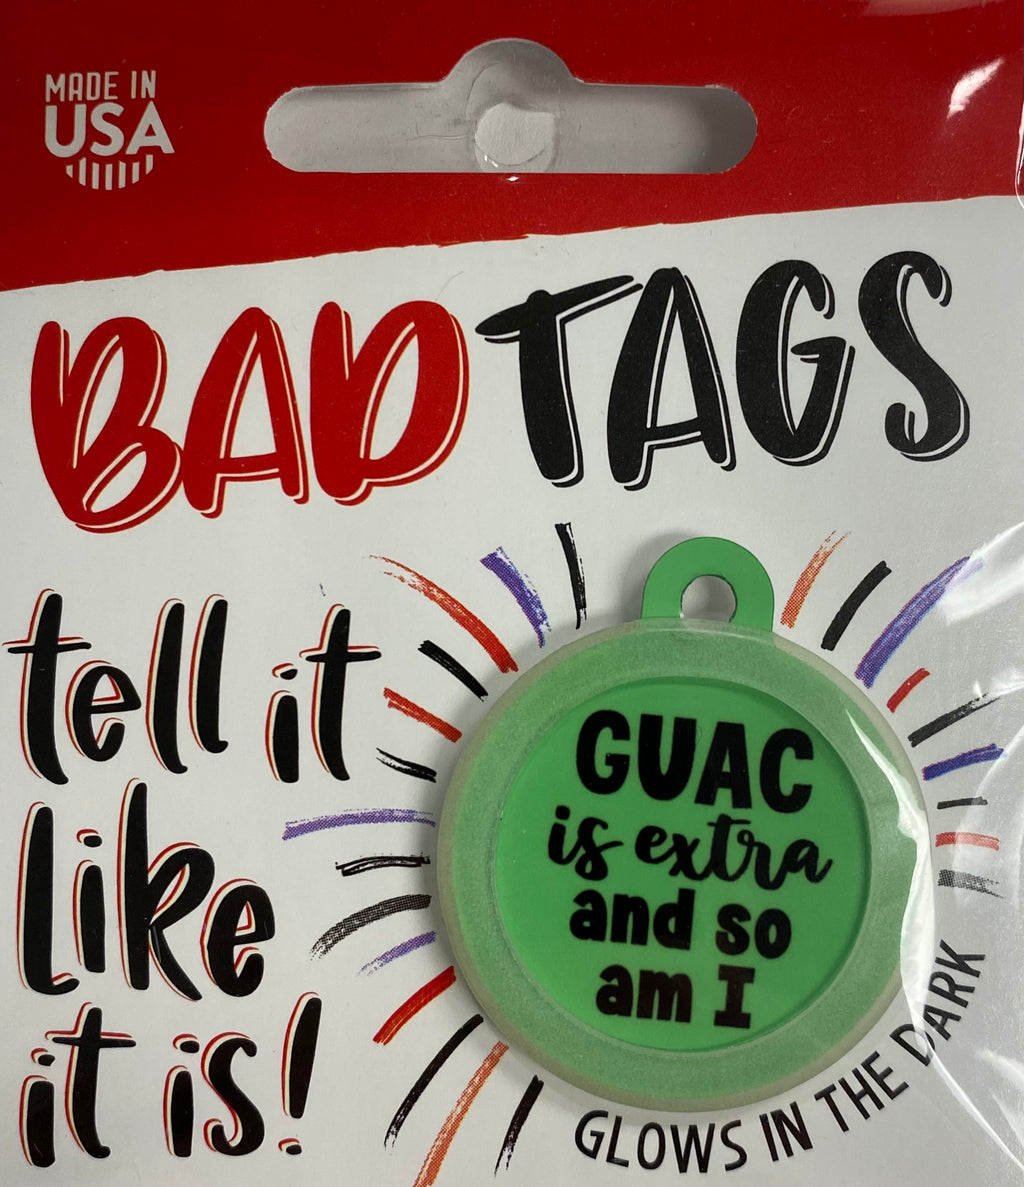 MADE IN
USA
BAD TAGS
tell it
like
it is!
GUAC
is extra
and so
am I
GLOWS IN THE DARK